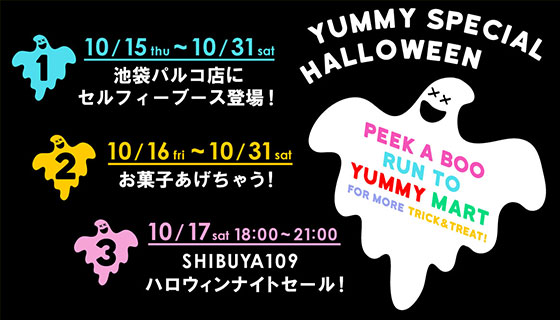 YUMMY SPECIAL
HALLOWEEN
1
10/15 thu ~ 10/31 sat
池袋パルコ店に
セルフィーブース登場！
2
10/16 fri ~ 10/31 sat
お菓子あげちゃう！
3
10/17 sat 18:00~21:00
SHIBUYA109
ハロウィンナイトセール！
PEEK A BOO
RUN TO
YUMMY MART
FOR MORE TRICK&TREAT!